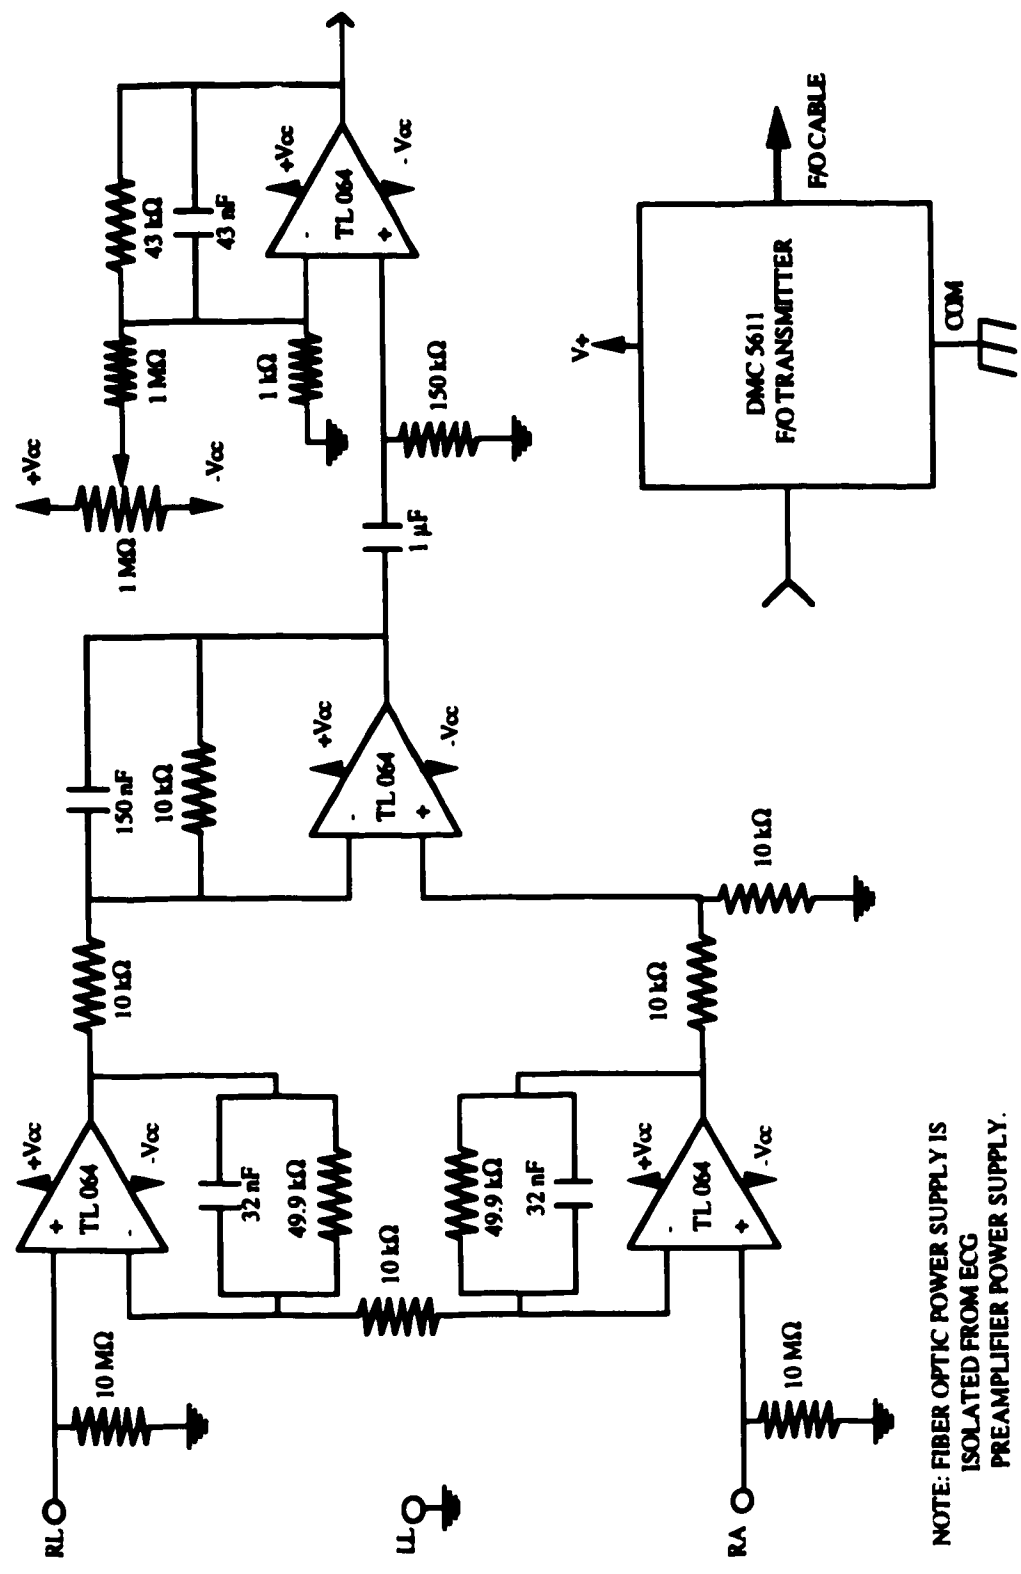 RL
LL
RA
10 MΩ
10 MΩ
+Vcc
+
TL 064
-
-Vcc
32 nF
49.9 kΩ
10 kΩ
49.9 kΩ
32 nF
+Vcc
-
TL 064
+
-Vcc
10 kΩ
10 kΩ
10 kΩ
150 nF
10 kΩ
+Vcc
-
TL 064
+
-Vcc
1 µF
150 kΩ
+Vcc
1 MΩ
-Vcc
1 MΩ
1 kΩ
43 kΩ
43 nF
+Vcc
-
TL 064
+
-Vcc
V+
DMC 5611
F/O TRANSMITTER
COM
F/O CABLE
NOTE: FIBER OPTIC POWER SUPPLY IS
ISOLATED FROM ECG
PREAMPLIFIER POWER SUPPLY.